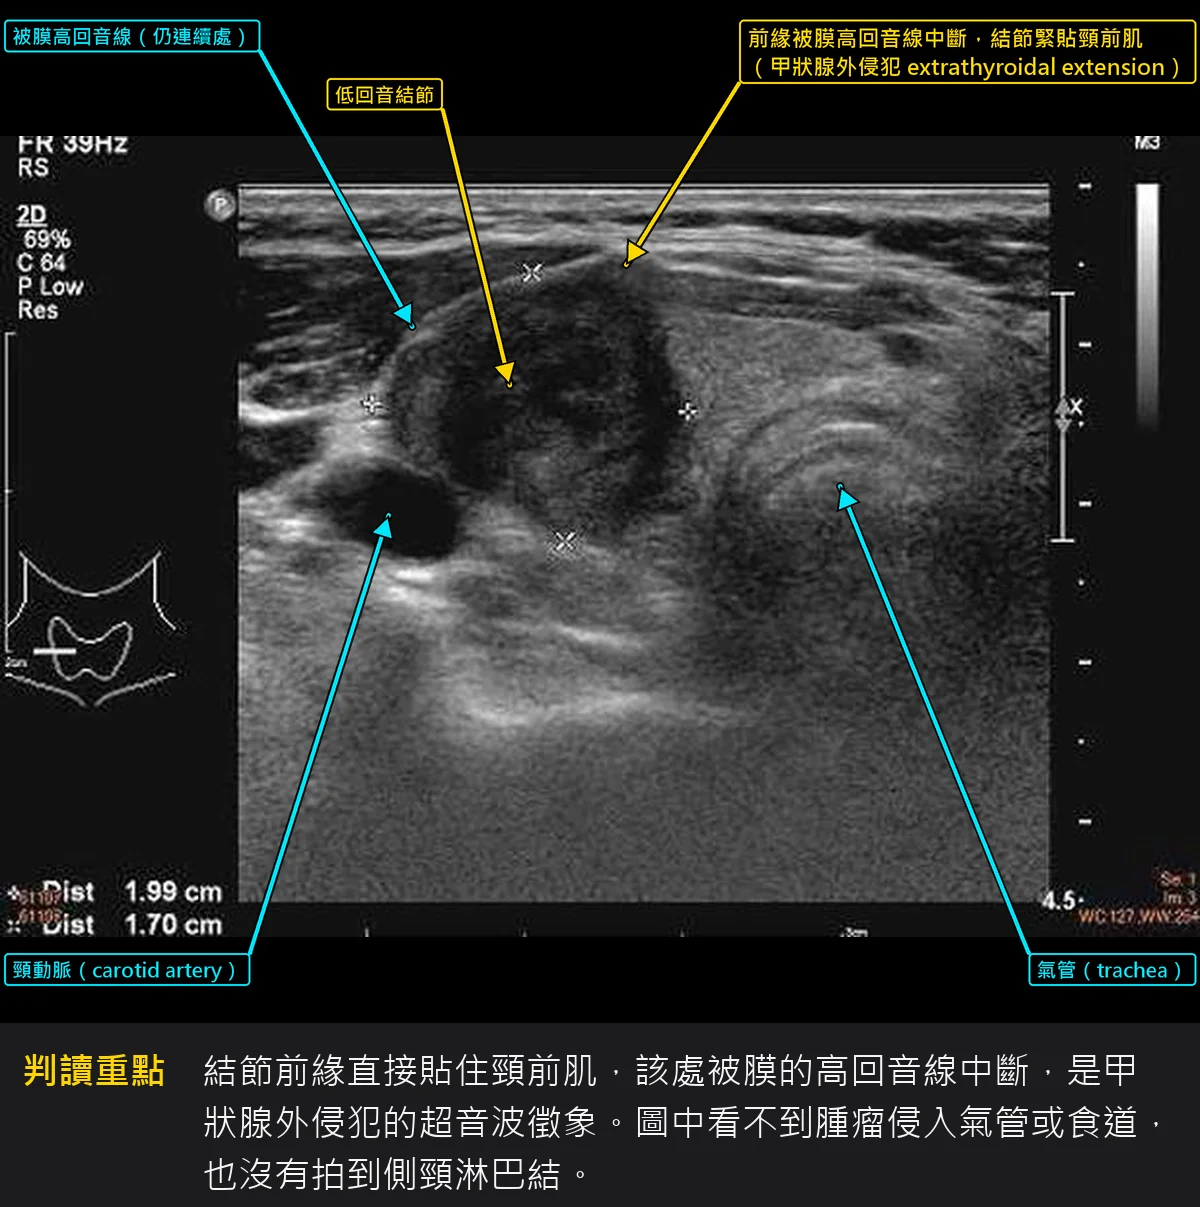 被膜高回音線（仍連續處）
前緣被膜高回音線中斷，結節緊貼頸前肌
（甲狀腺外侵犯 extrathyroidal extension）
低回音結節
FR 39Hz
RS
M3
P
2D
69%
C 64
P Low
Res
X
Dist 1.99 cm
Dist 1.70 cm
4.5
Se:1
Im:3
頸動脈（carotid artery）
氣管（trachea）
判讀重點
結節前緣直接貼住頸前肌，該處被膜的高回音線中斷，是甲
狀腺外侵犯的超音波徵象。圖中看不到腫瘤侵入氣管或食道，
也沒有拍到側頸淋巴結。